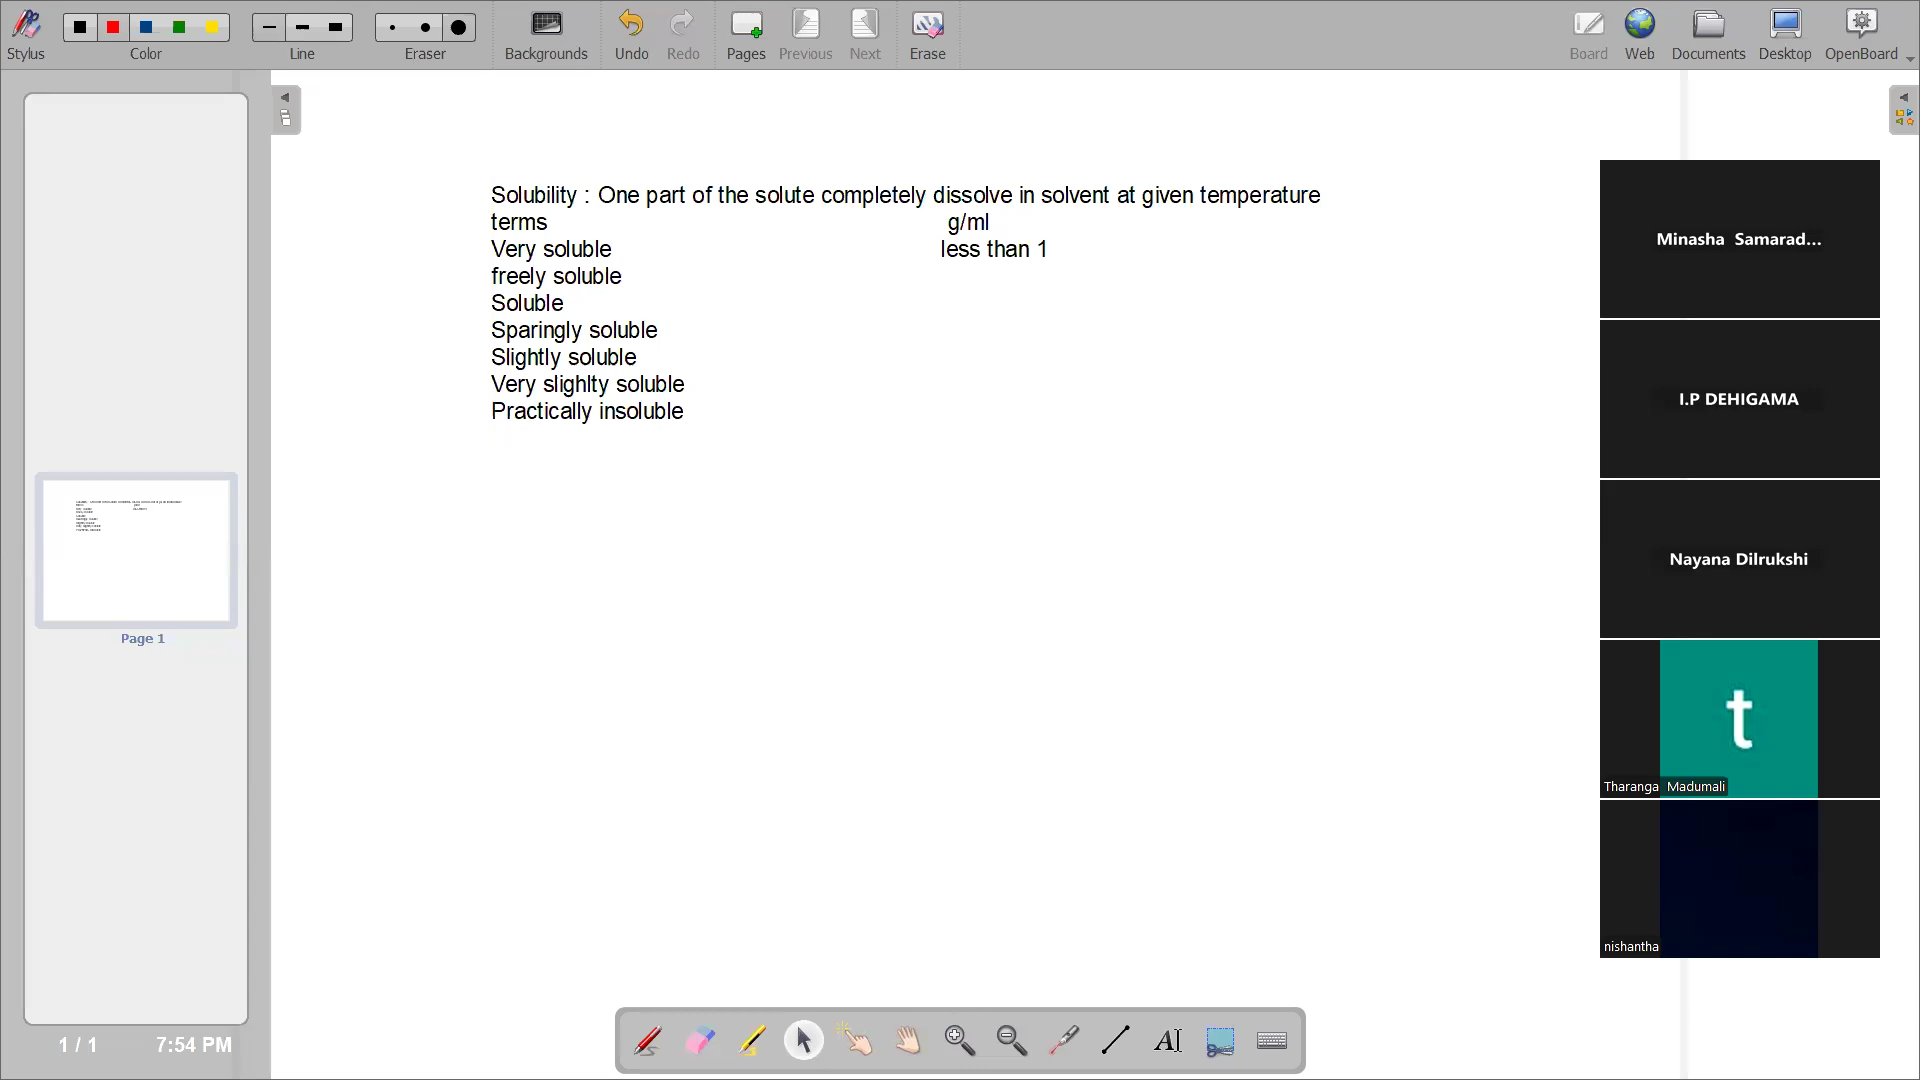 Stylus
Color
Line
Eraser
Backgrounds
Undo
Redo
Pages
Previous
Next
Erase
Board
Web
Documents
Desktop
OpenBoard
Solubility : One part of the solute completely dissolve in solvent at given temperature
terms g/ml
Very soluble less than 1
freely soluble
Soluble
Sparingly soluble
Slightly soluble
Very slighlty soluble
Practically insoluble
Minasha Samarad...
I.P DEHIGAMA
Nayana Dilrukshi
t
Tharanga Madumali
nishantha
Page 1
1 / 1 7:54 PM
AI